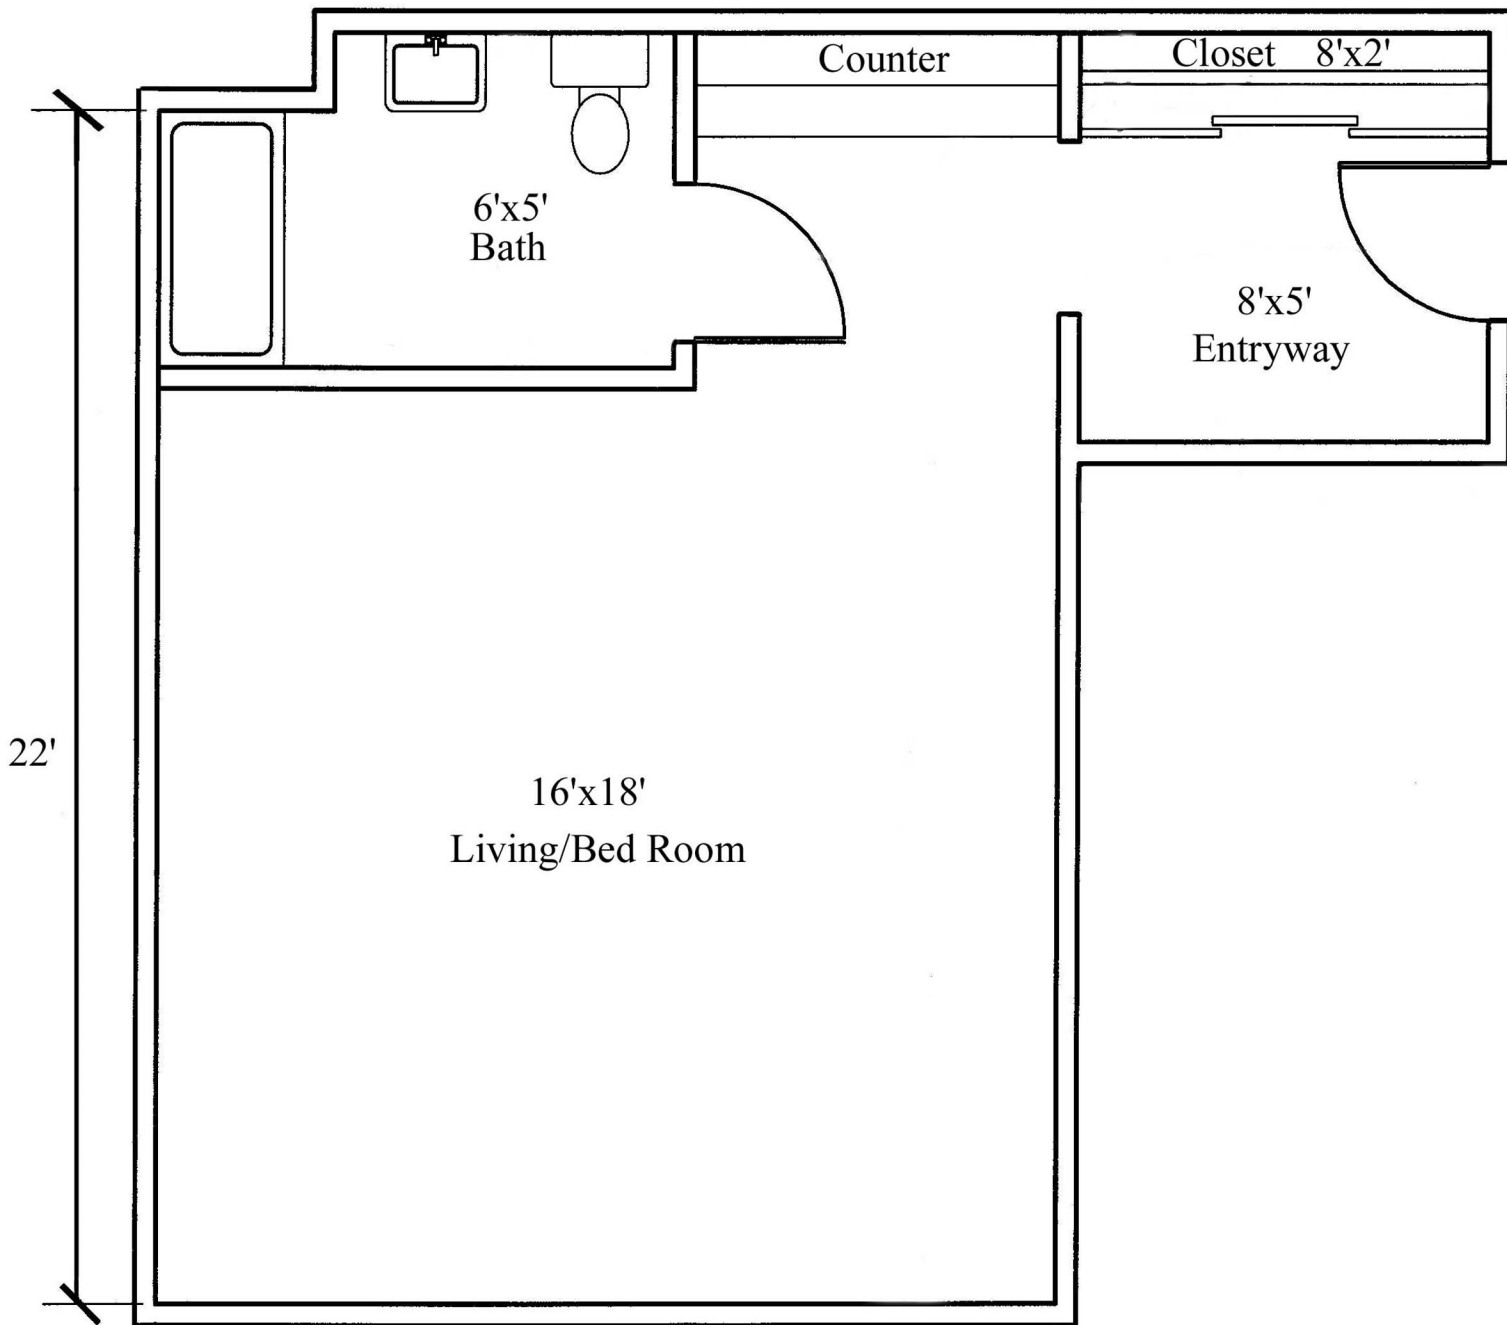 Counter
Closet 8'x2'
6'x5'
Bath
8'x5'
Entryway
22'
16'x18'
Living/Bed Room